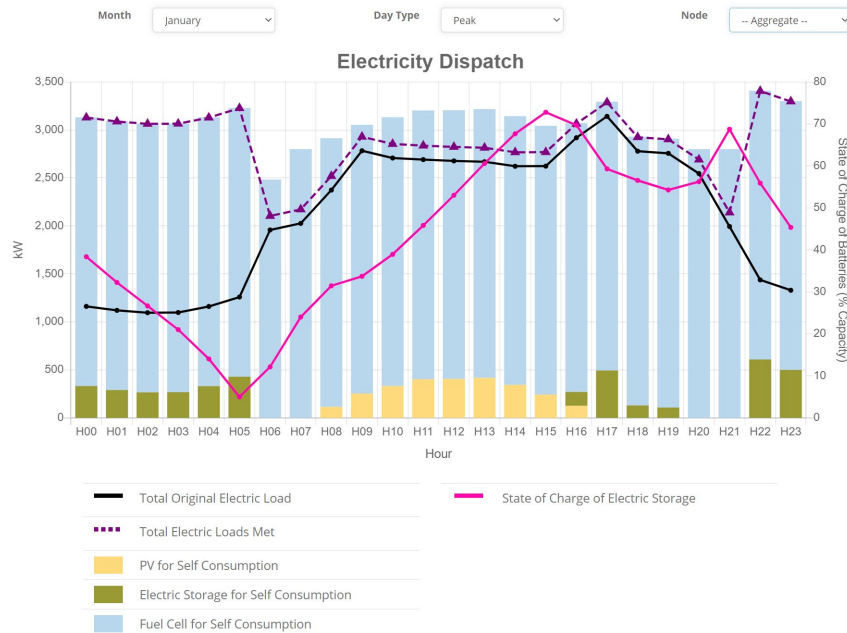 Month January Day Type Peak Node -- Aggregate --
Electricity Dispatch
3,500 80
3,000 70
2,500 60
2,000 50
1,500 40
1,000 30
500 20
0 10
0
kW
State of Charge of Batteries (% Capacity)
H00 H01 H02 H03 H04 H05 H06 H07 H08 H09 H10 H11 H12 H13 H14 H15 H16 H17 H18 H19 H20 H21 H22 H23
Hour
Total Original Electric Load State of Charge of Electric Storage
Total Electric Loads Met
PV for Self Consumption
Electric Storage for Self Consumption
Fuel Cell for Self Consumption